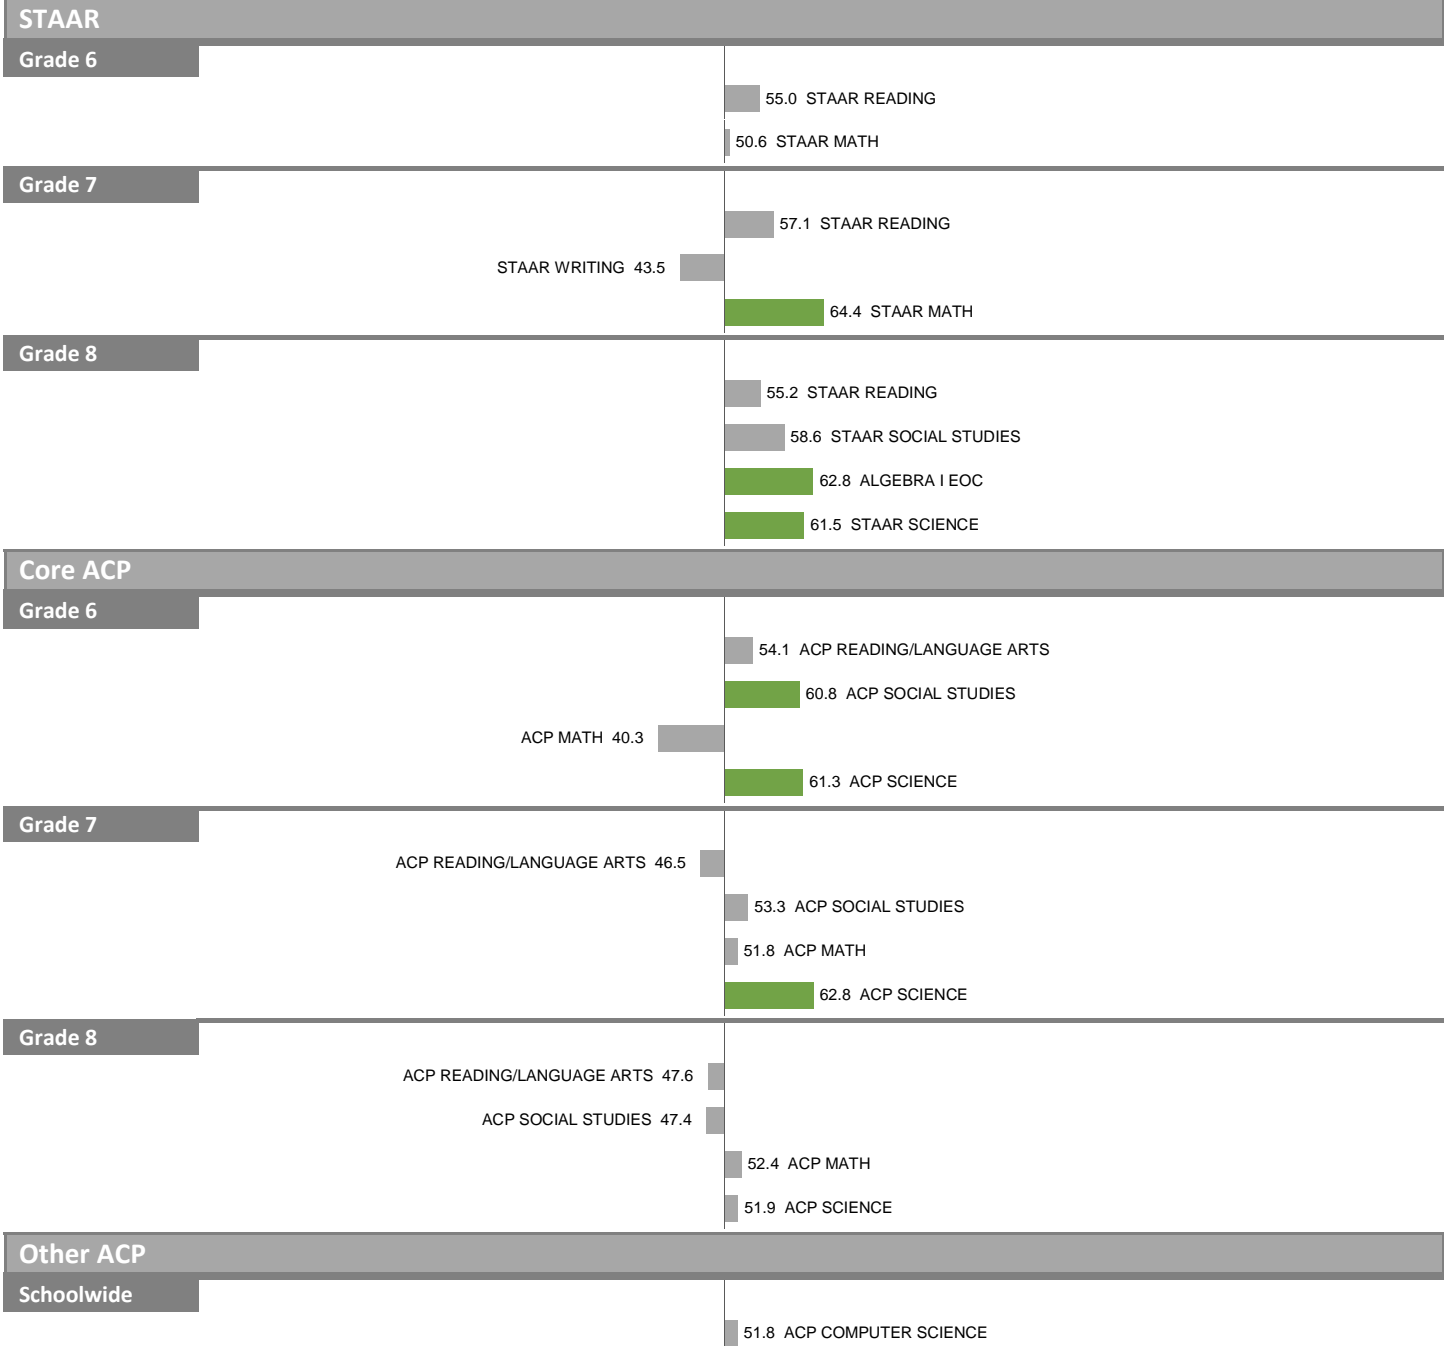 STAAR
Grade 6
55.0 STAAR READING
50.6 STAAR MATH
Grade 7
57.1 STAAR READING
STAAR WRITING 43.5
64.4 STAAR MATH
Grade 8
55.2 STAAR READING
58.6 STAAR SOCIAL STUDIES
62.8 ALGEBRA I EOC
61.5 STAAR SCIENCE
Core ACP
Grade 6
54.1 ACP READING/LANGUAGE ARTS
60.8 ACP SOCIAL STUDIES
ACP MATH 40.3
61.3 ACP SCIENCE
Grade 7
ACP READING/LANGUAGE ARTS 46.5
53.3 ACP SOCIAL STUDIES
51.8 ACP MATH
62.8 ACP SCIENCE
Grade 8
ACP READING/LANGUAGE ARTS 47.6
ACP SOCIAL STUDIES 47.4
52.4 ACP MATH
51.9 ACP SCIENCE
Other ACP
Schoolwide
51.8 ACP COMPUTER SCIENCE